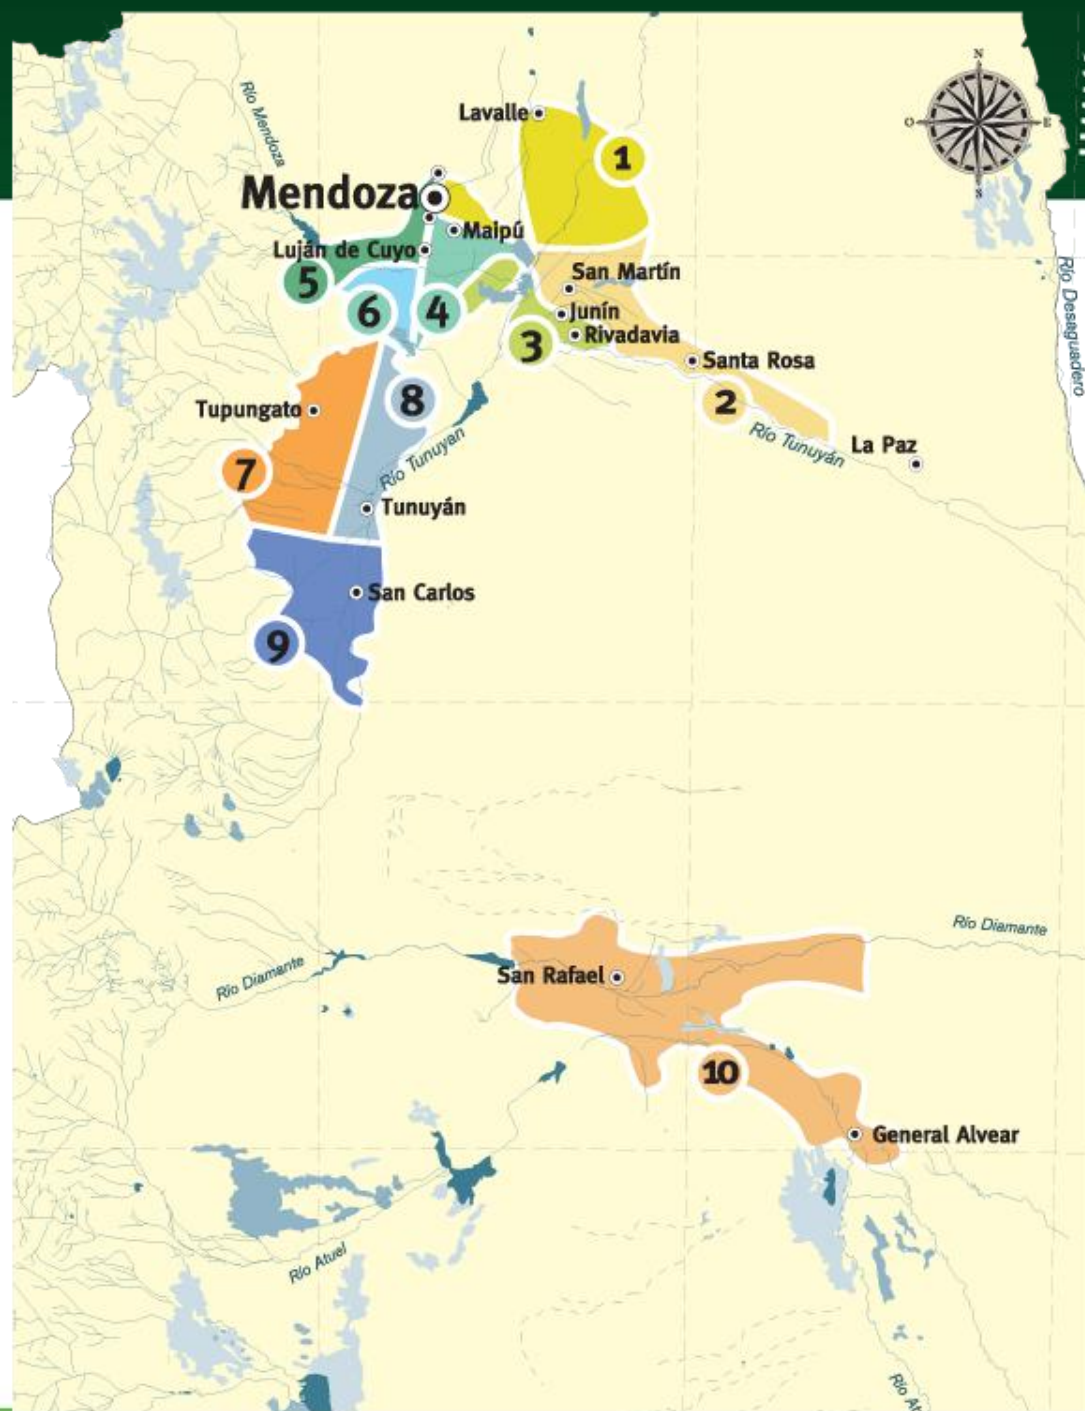 N
O
E
S
Río Mendoza
Lavalle
1
Mendoza
Maipú
Luján de Cuyo
5
San Martín
6
4
Junín
3
Rivadavia
Río Desaguadero
Santa Rosa
8
2
Tupungato
Río Tunuyan
Río Tunuyán
La Paz
7
Tunuyán
San Carlos
9
Río Diamante
Río Diamante
San Rafael
10
General Alvear
Río Atuel